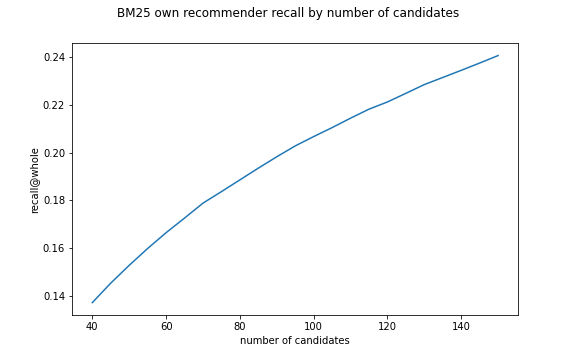 BM25 own recommender recall by number of candidates
recall@whole
0.24
0.22
0.20
0.18
0.16
0.14
40 60 80 100 120 140
number of candidates